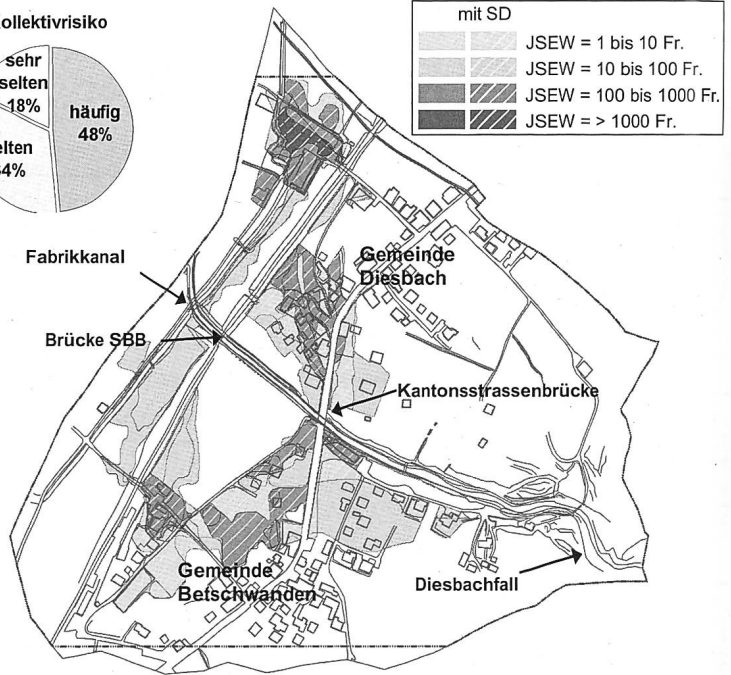 ollektivrisiko
sehr
selten
18%
häufig
48%
elten
4%
mit SD
JSEW = 1 bis 10 Fr.
JSEW = 10 bis 100 Fr.
JSEW = 100 bis 1000 Fr.
JSEW = > 1000 Fr.
Fabrikkanal
Gemeinde
Diesbach
Brücke SBB
Kantonsstrassenbrücke
Gemeinde
Betschwanden
Diesbachfall